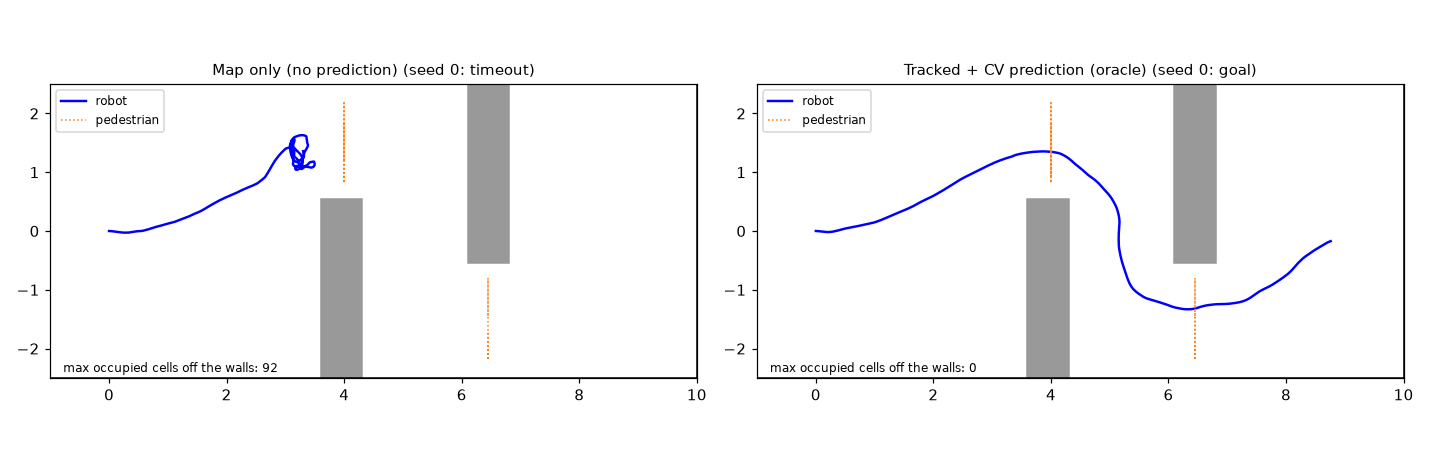 Map only (no prediction) (seed 0: timeout)
robot
pedestrian
2
1
0
−1
−2
max occupied cells off the walls: 92
0 2 4 6 8 10
Tracked + CV prediction (oracle) (seed 0: goal)
robot
pedestrian
2
1
0
−1
−2
max occupied cells off the walls: 0
0 2 4 6 8 10